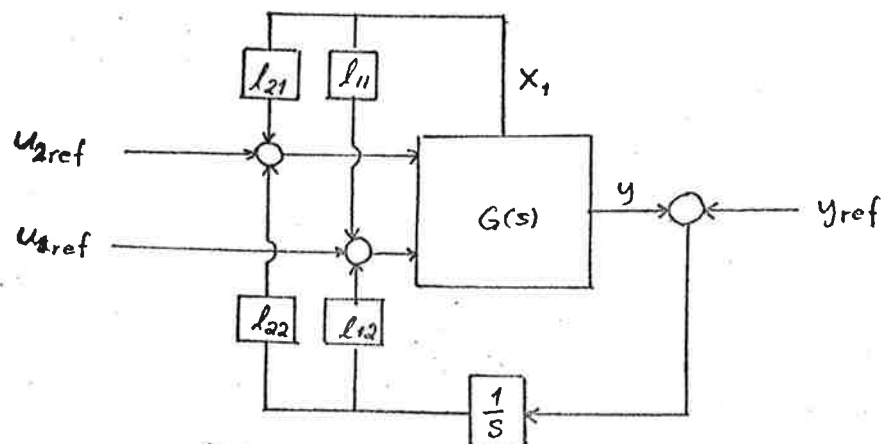 l21
l11
x1
u2ref
G(s)
y
yref
u1ref
l22
l12
1
S